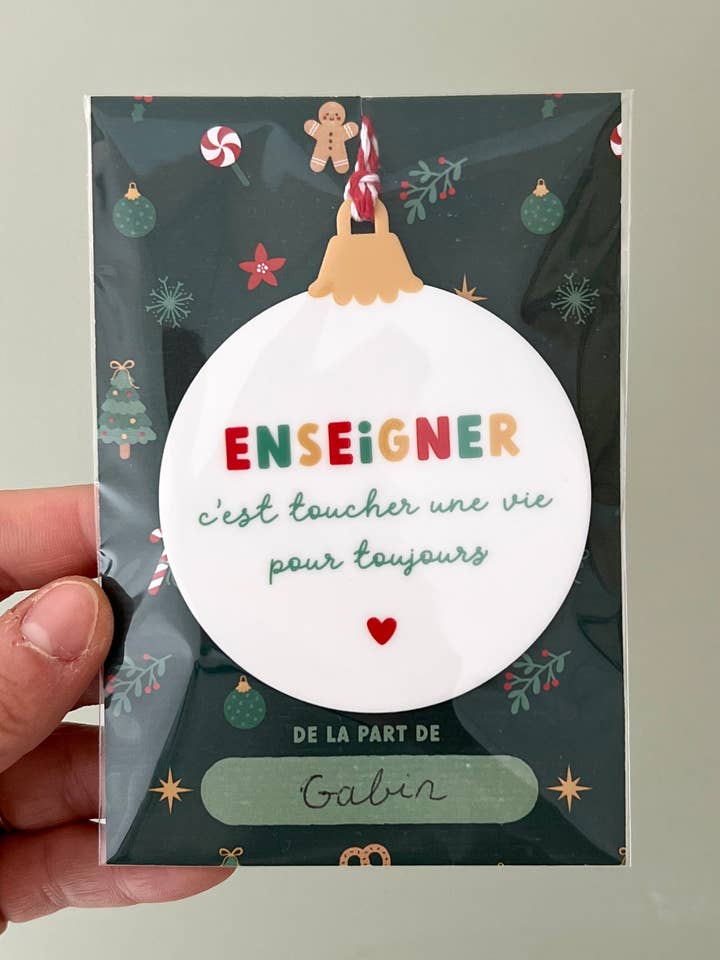 ENSEiGNER
c'est toucher une vie
pour toujours
DE LA PART DE
Gabin